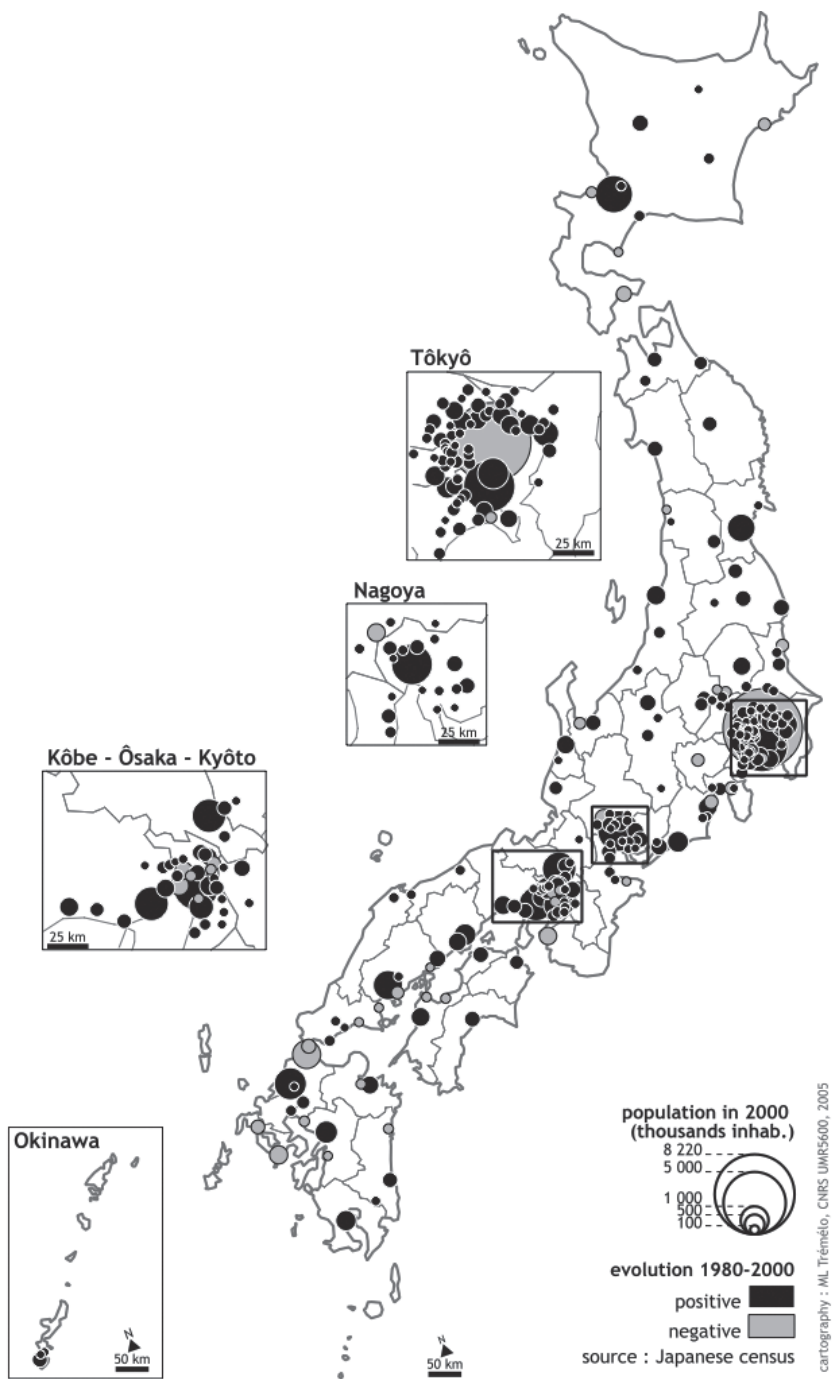 Tôkyô
25 km
Nagoya
25 km
Kôbe - Ôsaka - Kyôto
25 km
Okinawa
N
50 km
N
50 km
population in 2000
(thousands inhab.)
8 220
5 000
1 000
500
100
evolution 1980-2000
positive
negative
source : Japanese census
cartography : ML Trémélo, CNRS UMR5600, 2005